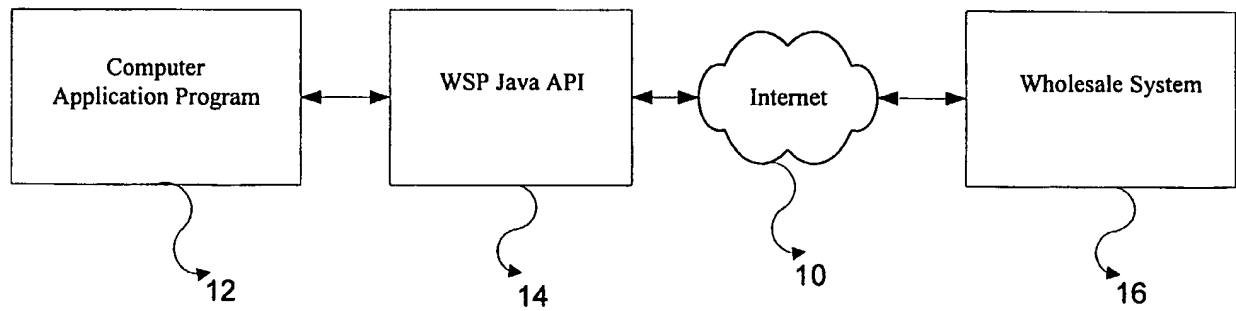 Computer
Application Program
WSP Java API
Internet
Wholesale System
12
14
10
16